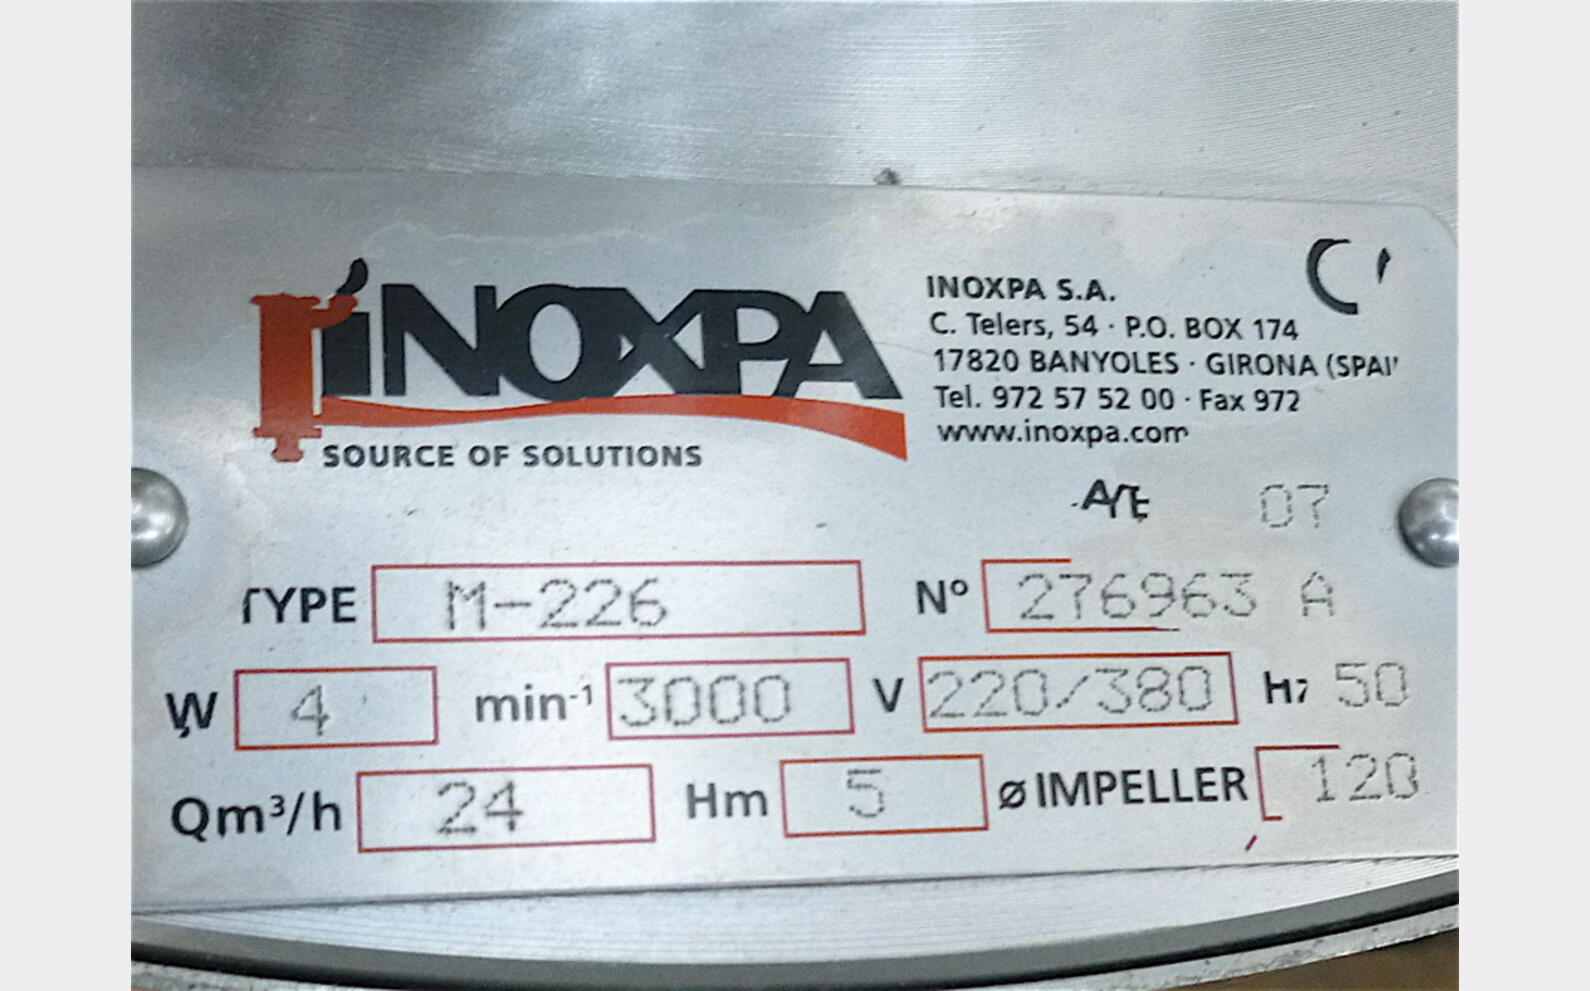 iNOXPA
SOURCE OF SOLUTIONS
INOXPA S.A.
C. Telers, 54 · P.O. BOX 174
17820 BANYOLES · GIRONA (SPAI
Tel. 972 57 52 00 · Fax 972
www.inoxpa.com
07
TYPE M-226 Nº 276963 A
W 4 min⁻¹ 3000 V 220/380 Hz 50
Qm³/h 24 Hm 5 ø IMPELLER